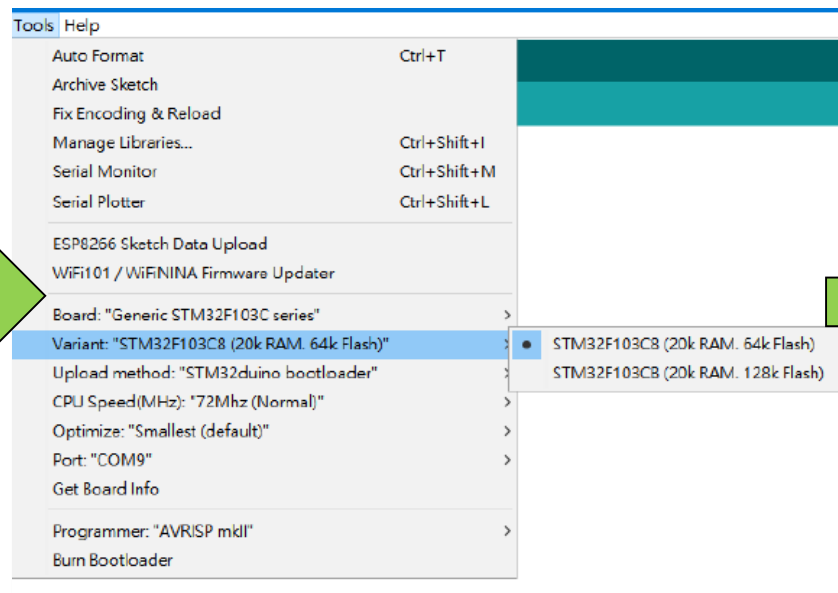 Tools Help
Auto Format Ctrl+T
Archive Sketch
Fix Encoding & Reload
Manage Libraries... Ctrl+Shift+I
Serial Monitor Ctrl+Shift+M
Serial Plotter Ctrl+Shift+L
ESP8266 Sketch Data Upload
WiFi101 / WiFiNINA Firmware Updater
Board: "Generic STM32F103C series"
Variant: "STM32F103C8 (20k RAM. 64k Flash)" STM32F103C8 (20k RAM. 64k Flash)
Upload method: "STM32duino bootloader" STM32F103CB (20k RAM. 128k Flash)
CPU Speed(MHz): "72Mhz (Normal)"
Optimize: "Smallest (default)"
Port: "COM9"
Get Board Info
Programmer: "AVRISP mkII"
Burn Bootloader